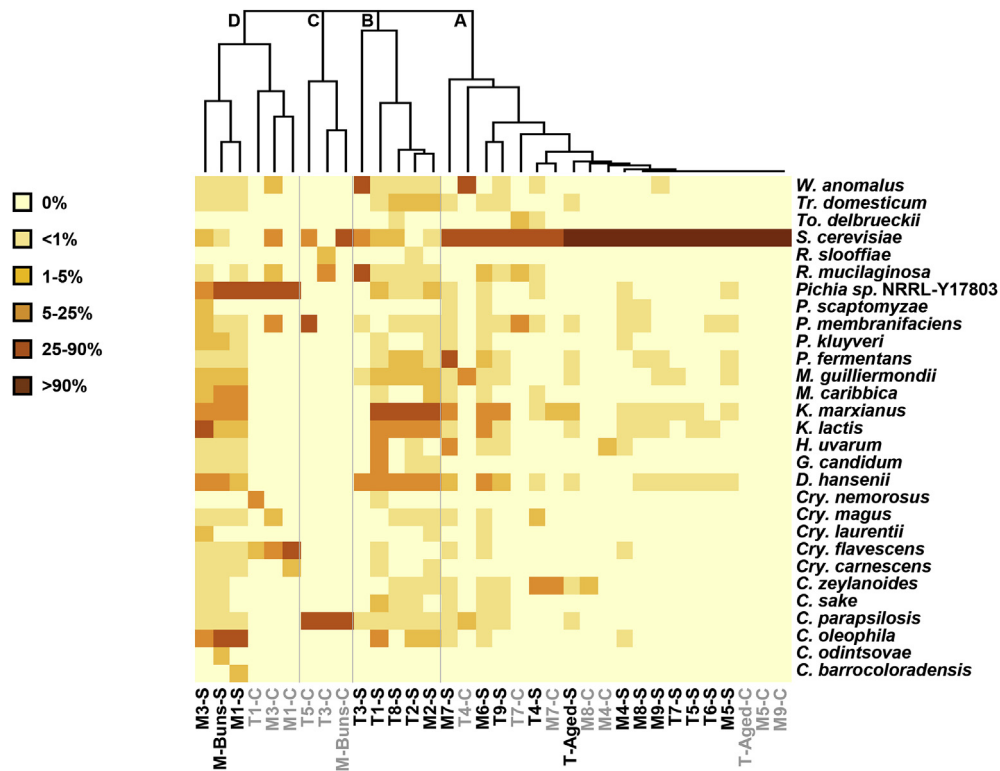 D C B A
0%
<1%
1-5%
5-25%
25-90%
>90%
W. anomalus
Tr. domesticum
To. delbrueckii
S. cerevisiae
R. slooffiae
R. mucilaginosa
Pichia sp. NRRL-Y17803
P. scaptomyzae
P. membranifaciens
P. kluyveri
P. fermentans
M. guilliermondii
M. caribbica
K. marxianus
K. lactis
H. uvarum
G. candidum
D. hansenii
Cry. nemorosus
Cry. magus
Cry. laurentii
Cry. flavescens
Cry. carnescens
C. zeylanoides
C. sake
C. parapsilosis
C. oleophila
C. odintsovae
C. barrocoloradensis
M3-S
M-Buns-S
M1-S
T1-C
M3-C
M1-C
T5-C
T3-C
M-Buns-C
T3-S
T1-S
T8-S
T2-S
M2-S
M7-S
T4-C
M6-S
T9-S
T7-C
T4-S
M7-C
T-Aged-S
M8-C
M4-C
M4-S
M8-S
M9-S
T7-S
T5-S
T6-S
M5-S
T-Aged-C
M5-C
M9-C